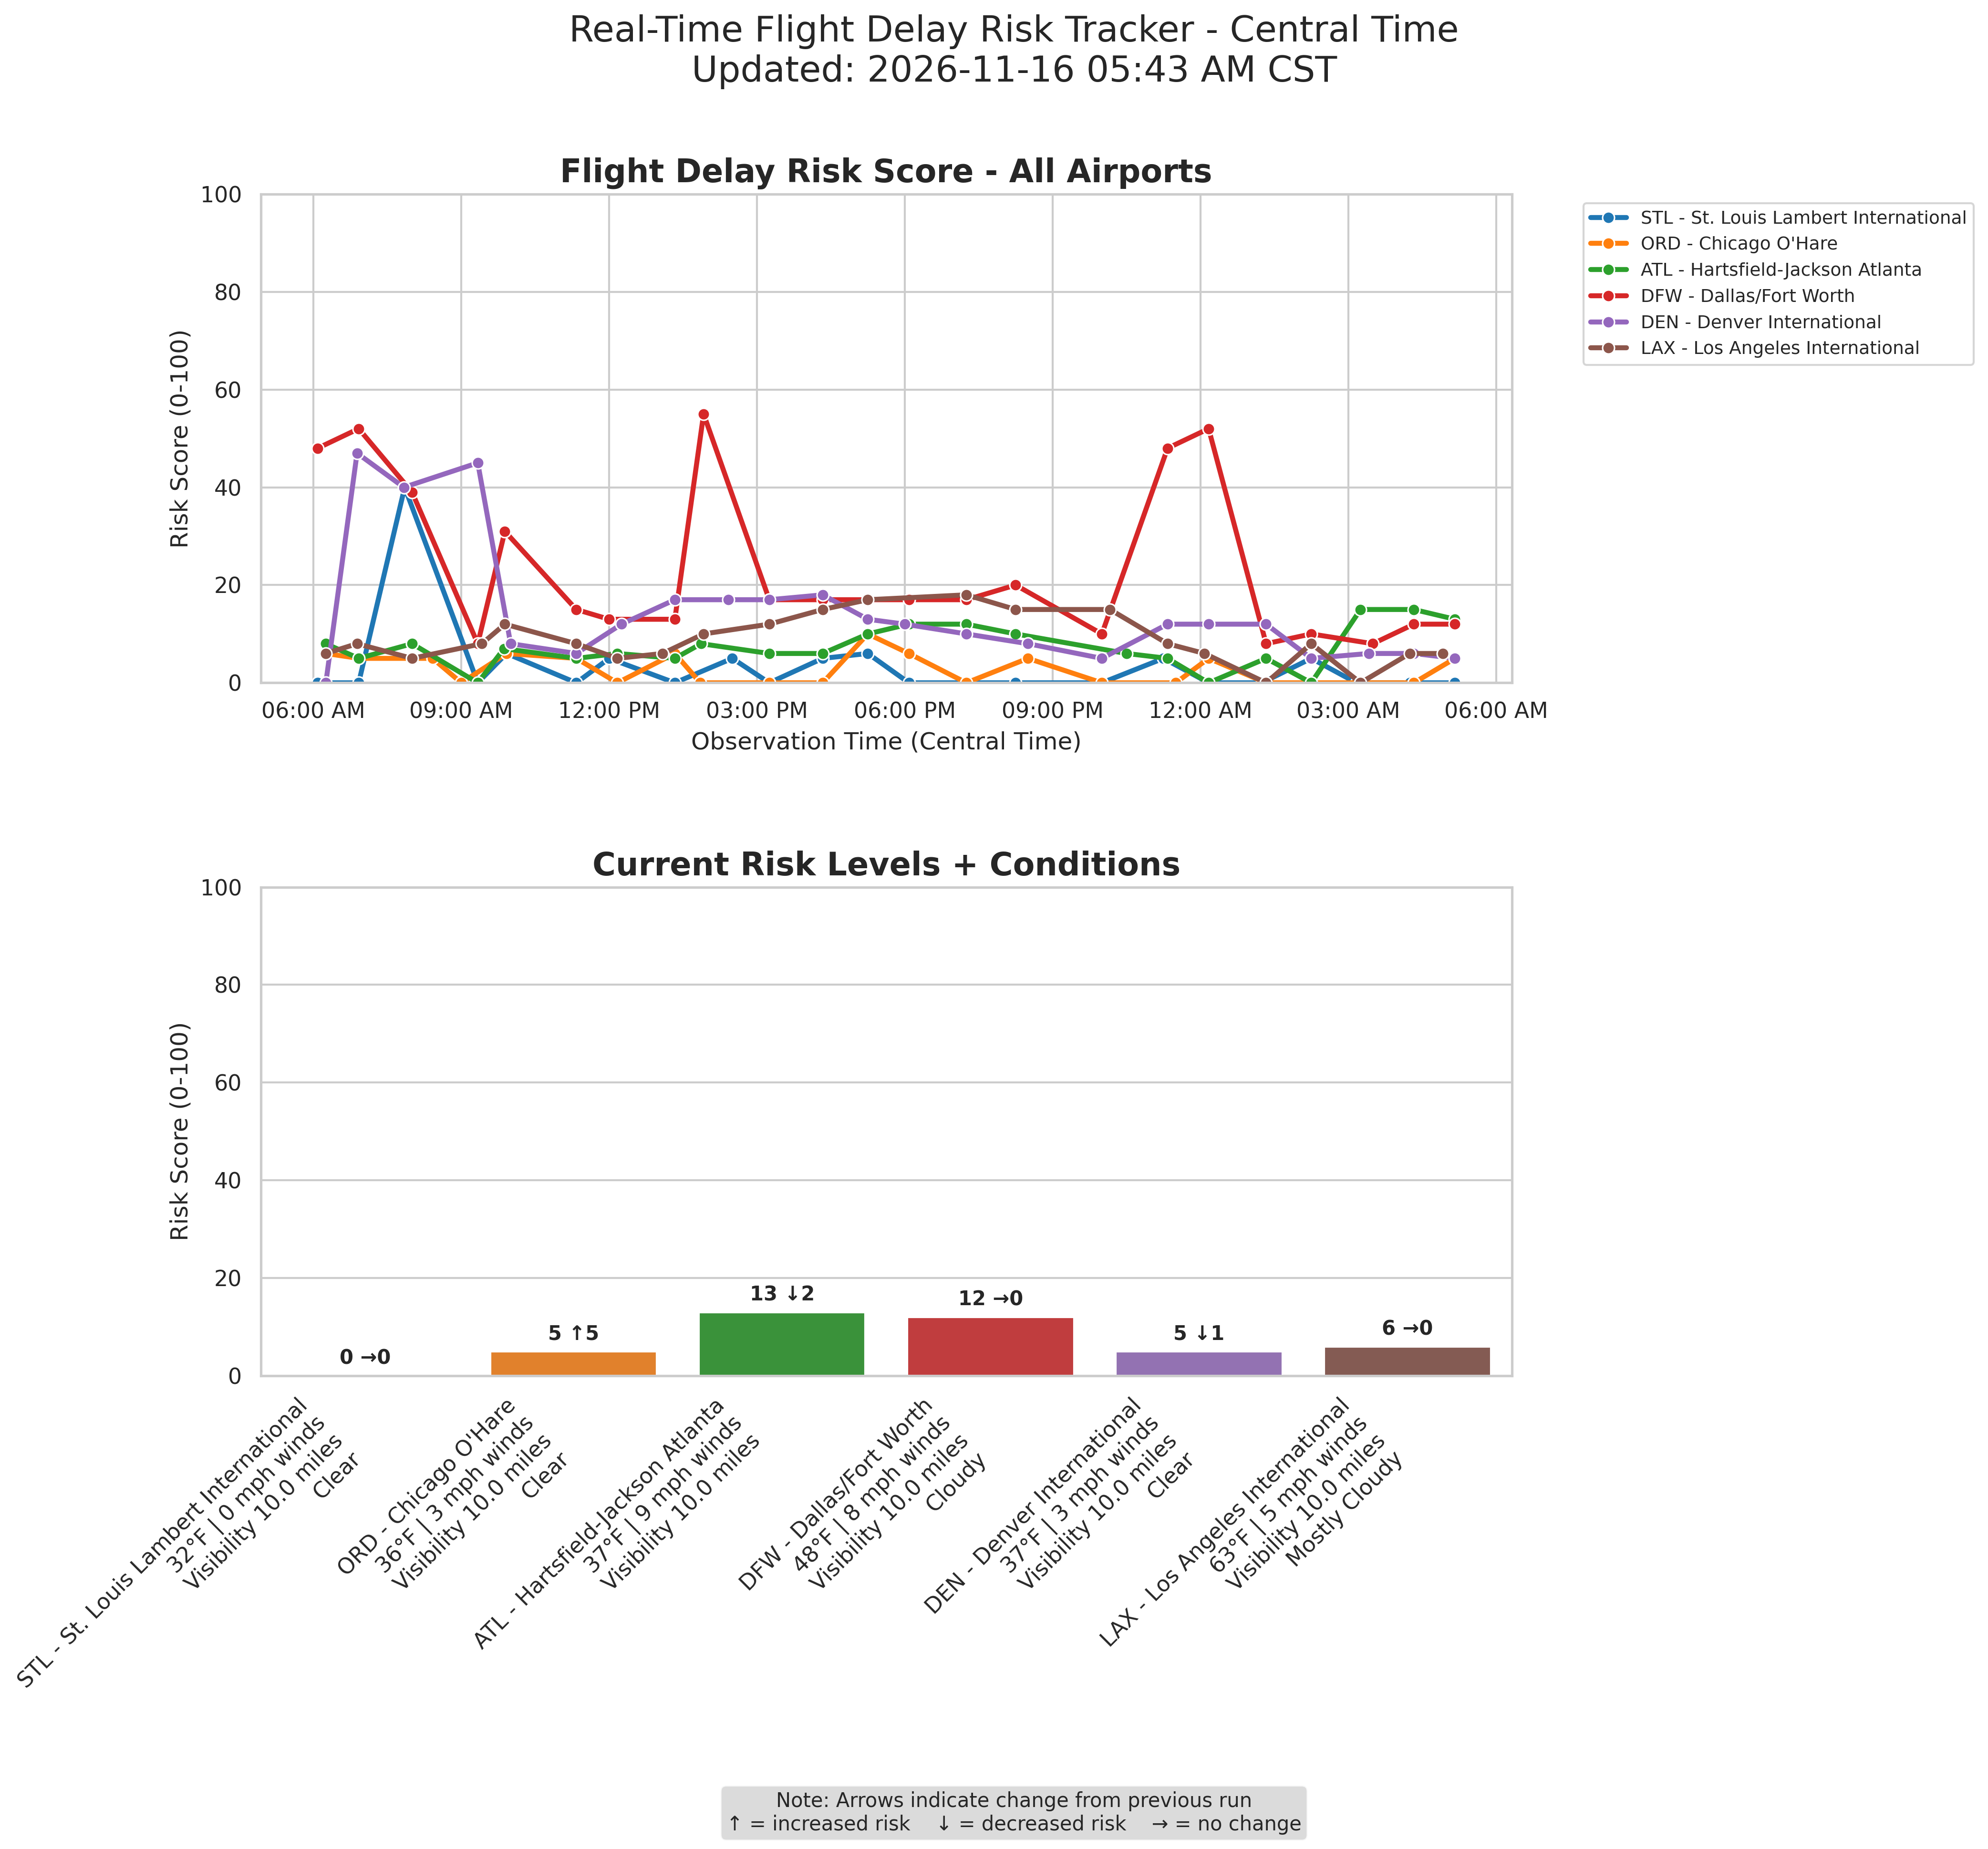 Real-Time Flight Delay Risk Tracker - Central Time
Updated: 2026-11-16 05:43 AM CST
Flight Delay Risk Score - All Airports
100
80
60
40
20
0
Risk Score (0-100)
06:00 AM
09:00 AM
12:00 PM
03:00 PM
06:00 PM
09:00 PM
12:00 AM
03:00 AM
06:00 AM
Observation Time (Central Time)
STL - St. Louis Lambert International
ORD - Chicago O'Hare
ATL - Hartsfield-Jackson Atlanta
DFW - Dallas/Fort Worth
DEN - Denver International
LAX - Los Angeles International
Current Risk Levels + Conditions
100
80
60
40
20
0
Risk Score (0-100)
0 →0
5 ↑5
13 ↓2
12 →0
5 ↓1
6 →0
STL - St. Louis Lambert International
32°F | 0 mph winds
Visibility 10.0 miles
Clear
ORD - Chicago O'Hare
36°F | 3 mph winds
Visibility 10.0 miles
Clear
ATL - Hartsfield-Jackson Atlanta
37°F | 9 mph winds
Visibility 10.0 miles
DFW - Dallas/Fort Worth
48°F | 8 mph winds
Visibility 10.0 miles
Cloudy
DEN - Denver International
37°F | 3 mph winds
Visibility 10.0 miles
Clear
LAX - Los Angeles International
63°F | 5 mph winds
Visibility 10.0 miles
Mostly Cloudy
Note: Arrows indicate change from previous run
↑ = increased risk ↓ = decreased risk → = no change